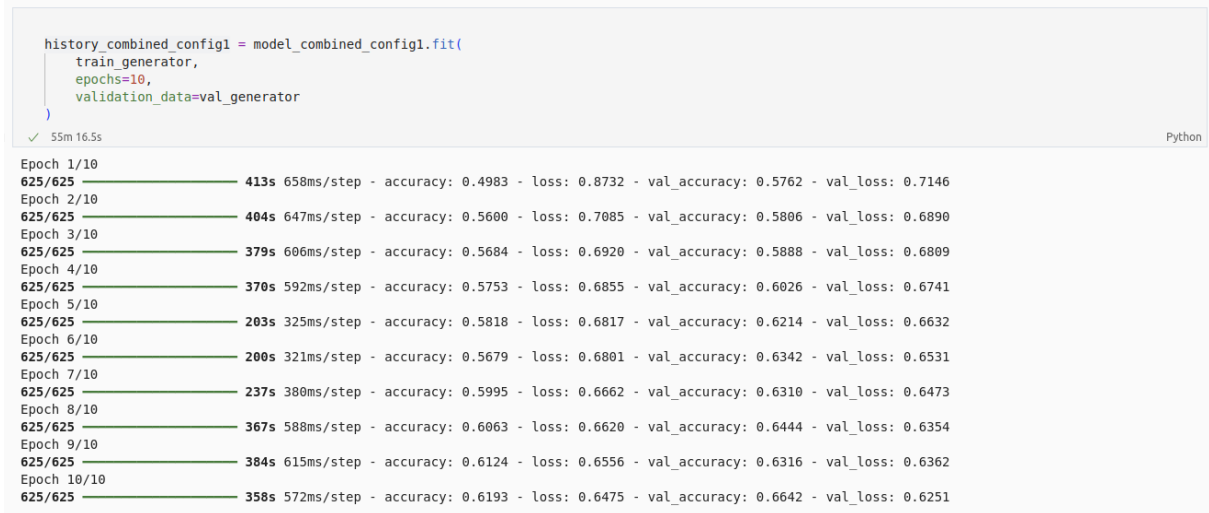 history_combined_config1 = model_combined_config1.fit(
    train_generator,
    epochs=10,
    validation_data=val_generator
)
✓ 55m 16.5s
Python
Epoch 1/10
625/625 ━━━━━━━━━━━━━━━━━━━━ 413s 658ms/step - accuracy: 0.4983 - loss: 0.8732 - val_accuracy: 0.5762 - val_loss: 0.7146
Epoch 2/10
625/625 ━━━━━━━━━━━━━━━━━━━━ 404s 647ms/step - accuracy: 0.5600 - loss: 0.7085 - val_accuracy: 0.5806 - val_loss: 0.6890
Epoch 3/10
625/625 ━━━━━━━━━━━━━━━━━━━━ 379s 606ms/step - accuracy: 0.5684 - loss: 0.6920 - val_accuracy: 0.5888 - val_loss: 0.6809
Epoch 4/10
625/625 ━━━━━━━━━━━━━━━━━━━━ 370s 592ms/step - accuracy: 0.5753 - loss: 0.6855 - val_accuracy: 0.6026 - val_loss: 0.6741
Epoch 5/10
625/625 ━━━━━━━━━━━━━━━━━━━━ 203s 325ms/step - accuracy: 0.5818 - loss: 0.6817 - val_accuracy: 0.6214 - val_loss: 0.6632
Epoch 6/10
625/625 ━━━━━━━━━━━━━━━━━━━━ 200s 321ms/step - accuracy: 0.5679 - loss: 0.6801 - val_accuracy: 0.6342 - val_loss: 0.6531
Epoch 7/10
625/625 ━━━━━━━━━━━━━━━━━━━━ 237s 380ms/step - accuracy: 0.5995 - loss: 0.6662 - val_accuracy: 0.6310 - val_loss: 0.6473
Epoch 8/10
625/625 ━━━━━━━━━━━━━━━━━━━━ 367s 588ms/step - accuracy: 0.6063 - loss: 0.6620 - val_accuracy: 0.6444 - val_loss: 0.6354
Epoch 9/10
625/625 ━━━━━━━━━━━━━━━━━━━━ 384s 615ms/step - accuracy: 0.6124 - loss: 0.6556 - val_accuracy: 0.6316 - val_loss: 0.6362
Epoch 10/10
625/625 ━━━━━━━━━━━━━━━━━━━━ 358s 572ms/step - accuracy: 0.6193 - loss: 0.6475 - val_accuracy: 0.6642 - val_loss: 0.6251